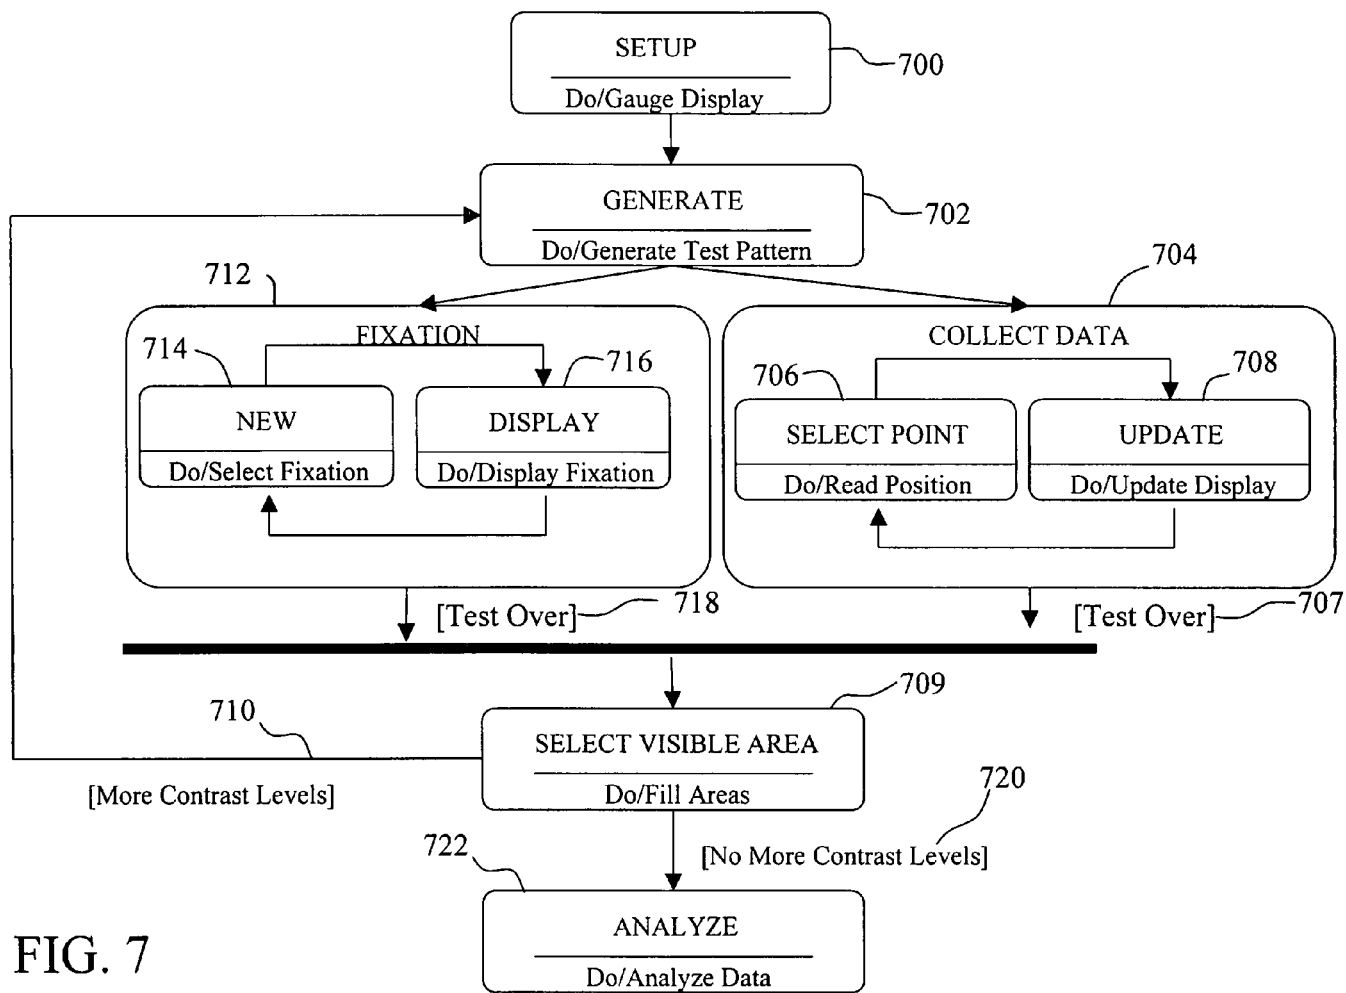 SETUP
700
Do/Gauge Display
GENERATE
702
Do/Generate Test Pattern
712
704
FIXATION
COLLECT DATA
714
716
706
708
NEW
DISPLAY
SELECT POINT
UPDATE
Do/Select Fixation
Do/Display Fixation
Do/Read Position
Do/Update Display
[Test Over]
718
[Test Over]
707
709
710
SELECT VISIBLE AREA
[More Contrast Levels]
Do/Fill Areas
720
722
[No More Contrast Levels]
ANALYZE
FIG. 7
Do/Analyze Data